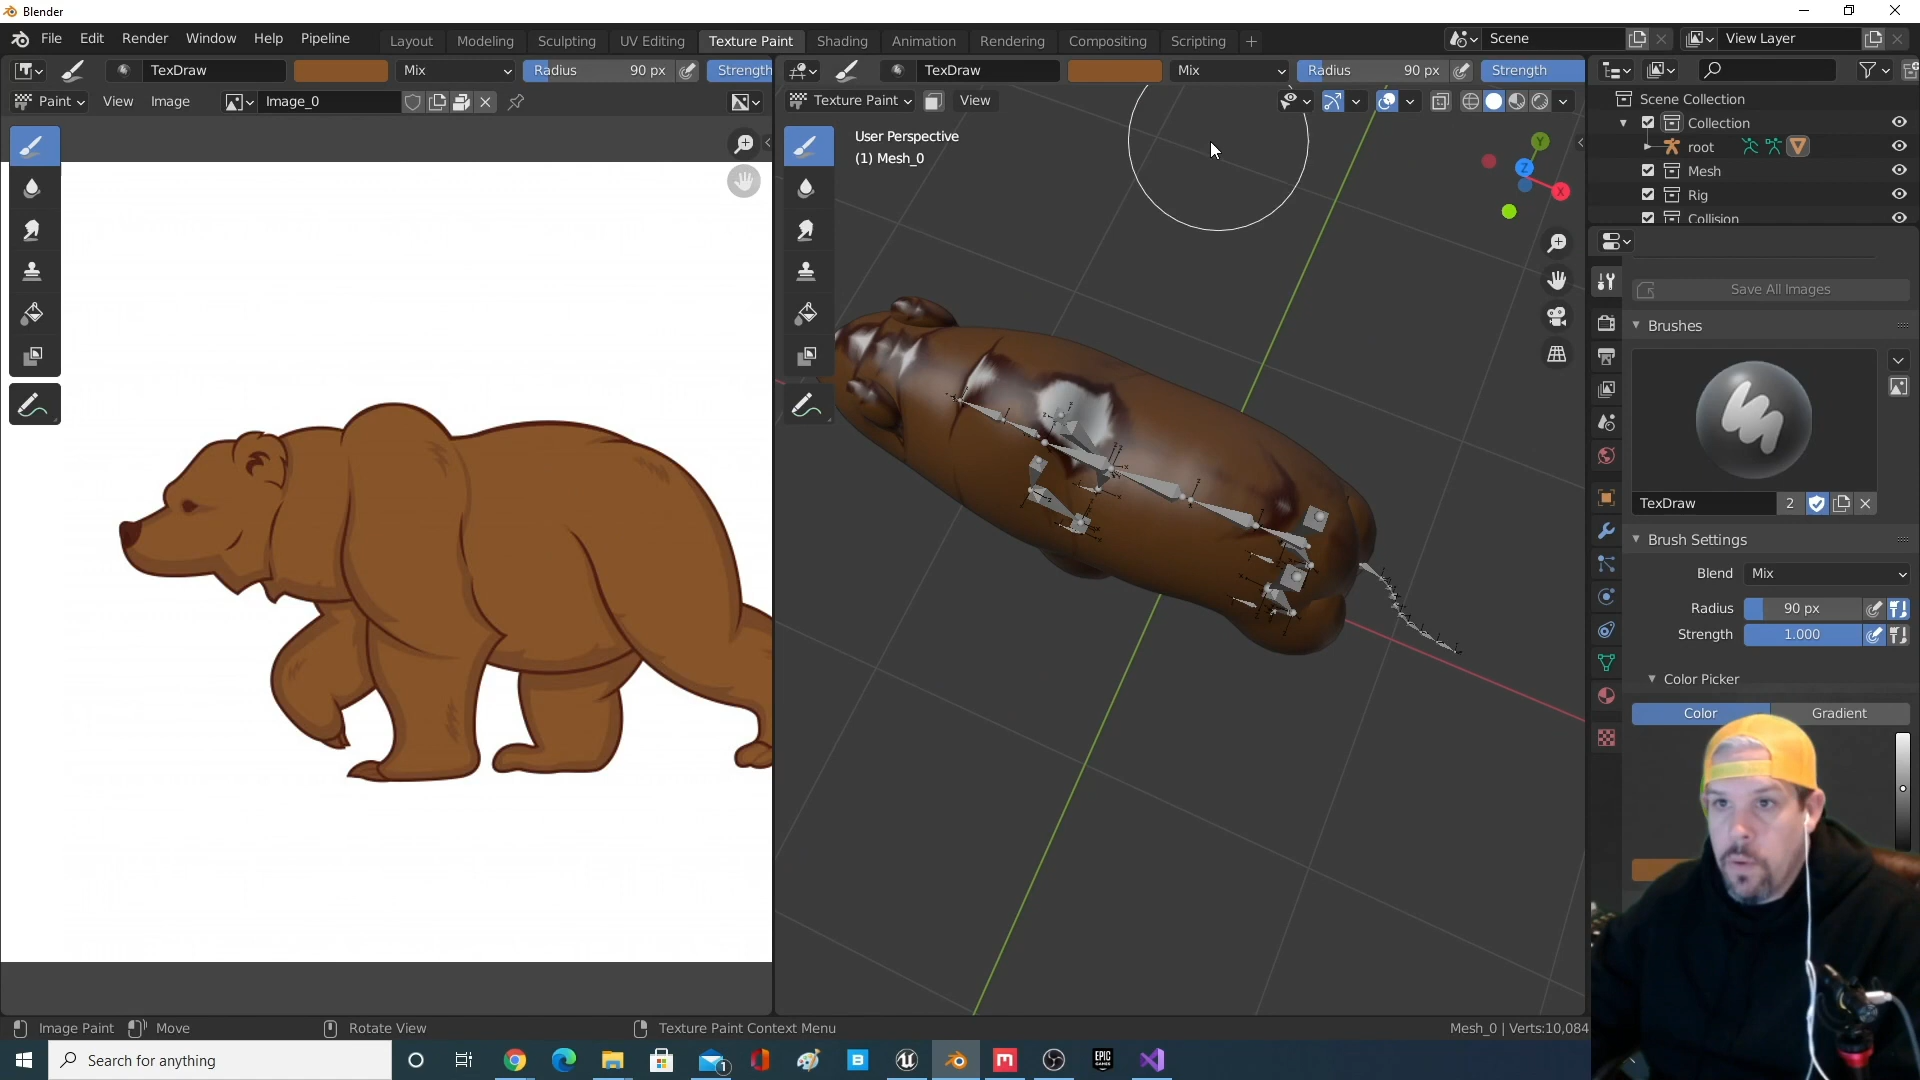 Blender
File Edit Render Window Help Pipeline Layout Modeling Sculpting UV Editing Texture Paint Shading Animation Rendering Compositing Scripting + Scene View Layer
TexDraw Mix Radius 90 px Strength TexDraw Mix Radius 90 px Strength
Paint View Image Image_0 Texture Paint View
User Perspective
(1) Mesh_0
Y
Z
X
Scene Collection
Collection
root
Mesh
Rig
Collision
Save All Images
Brushes
TexDraw 2
Brush Settings
Blend Mix
Radius 90 px
Strength 1.000
Color Picker
Color Gradient
Image Paint Move Rotate View Texture Paint Context Menu Mesh_0 | Verts:10,084
Search for anything
1
EPIC
GAMES